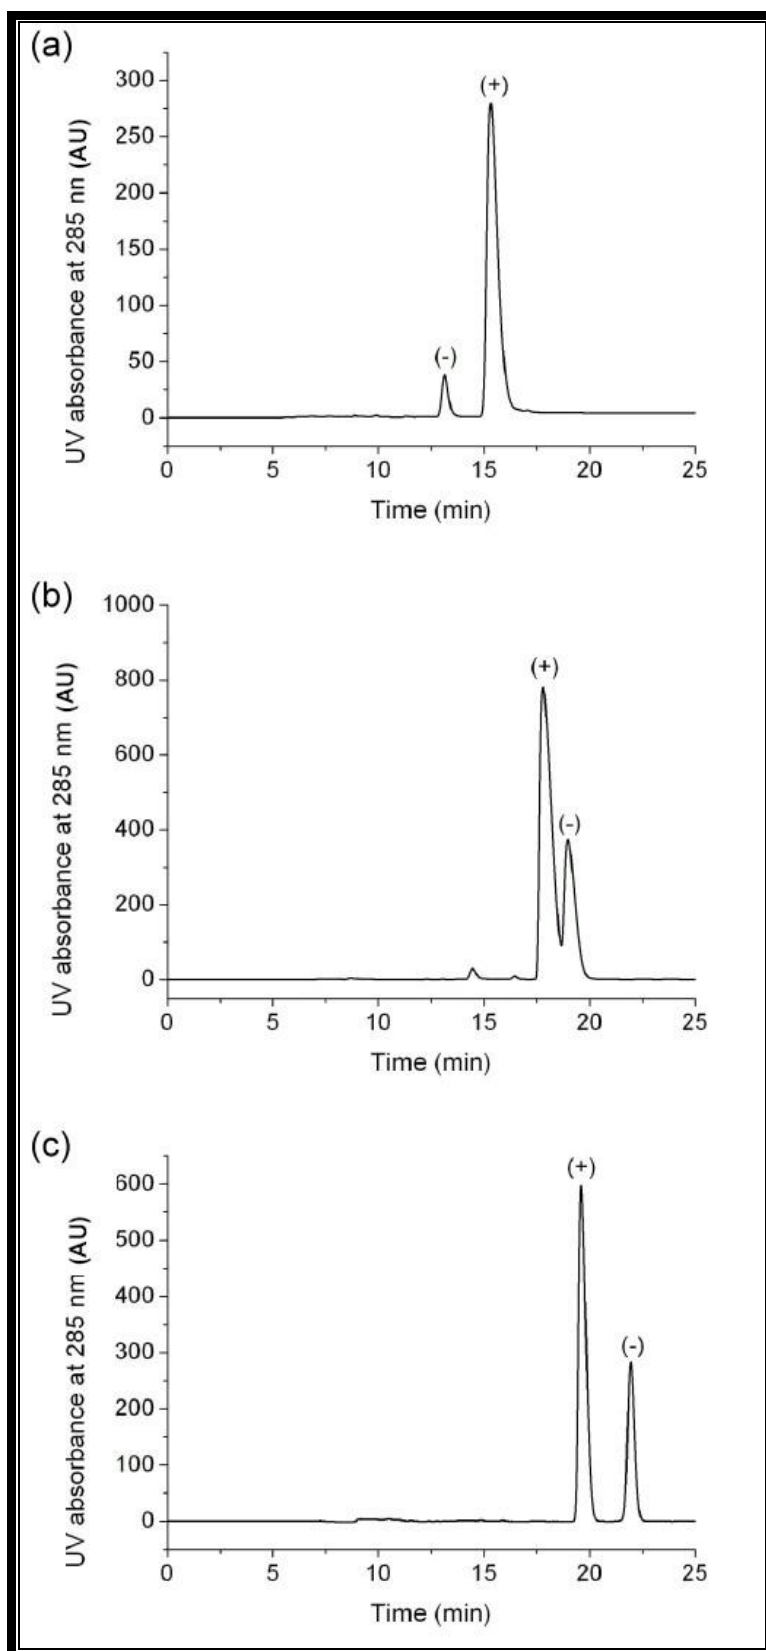 (a)
UV absorbance at 285 nn (AU)
300
250
200
150
100
50
0
(-)
(+)
0 5 10 15 20 25
Time (min)
(b)
UV absorbance at 285 nm (AU)
1000
800
600
400
200
0
(+)
(-)
0 5 10 15 20 25
Time (min)
(c)
UV absorbance at 285 nm (AU)
600
500
400
300
200
100
0
(+)
(-)
0 5 10 15 20 25
Time (min)